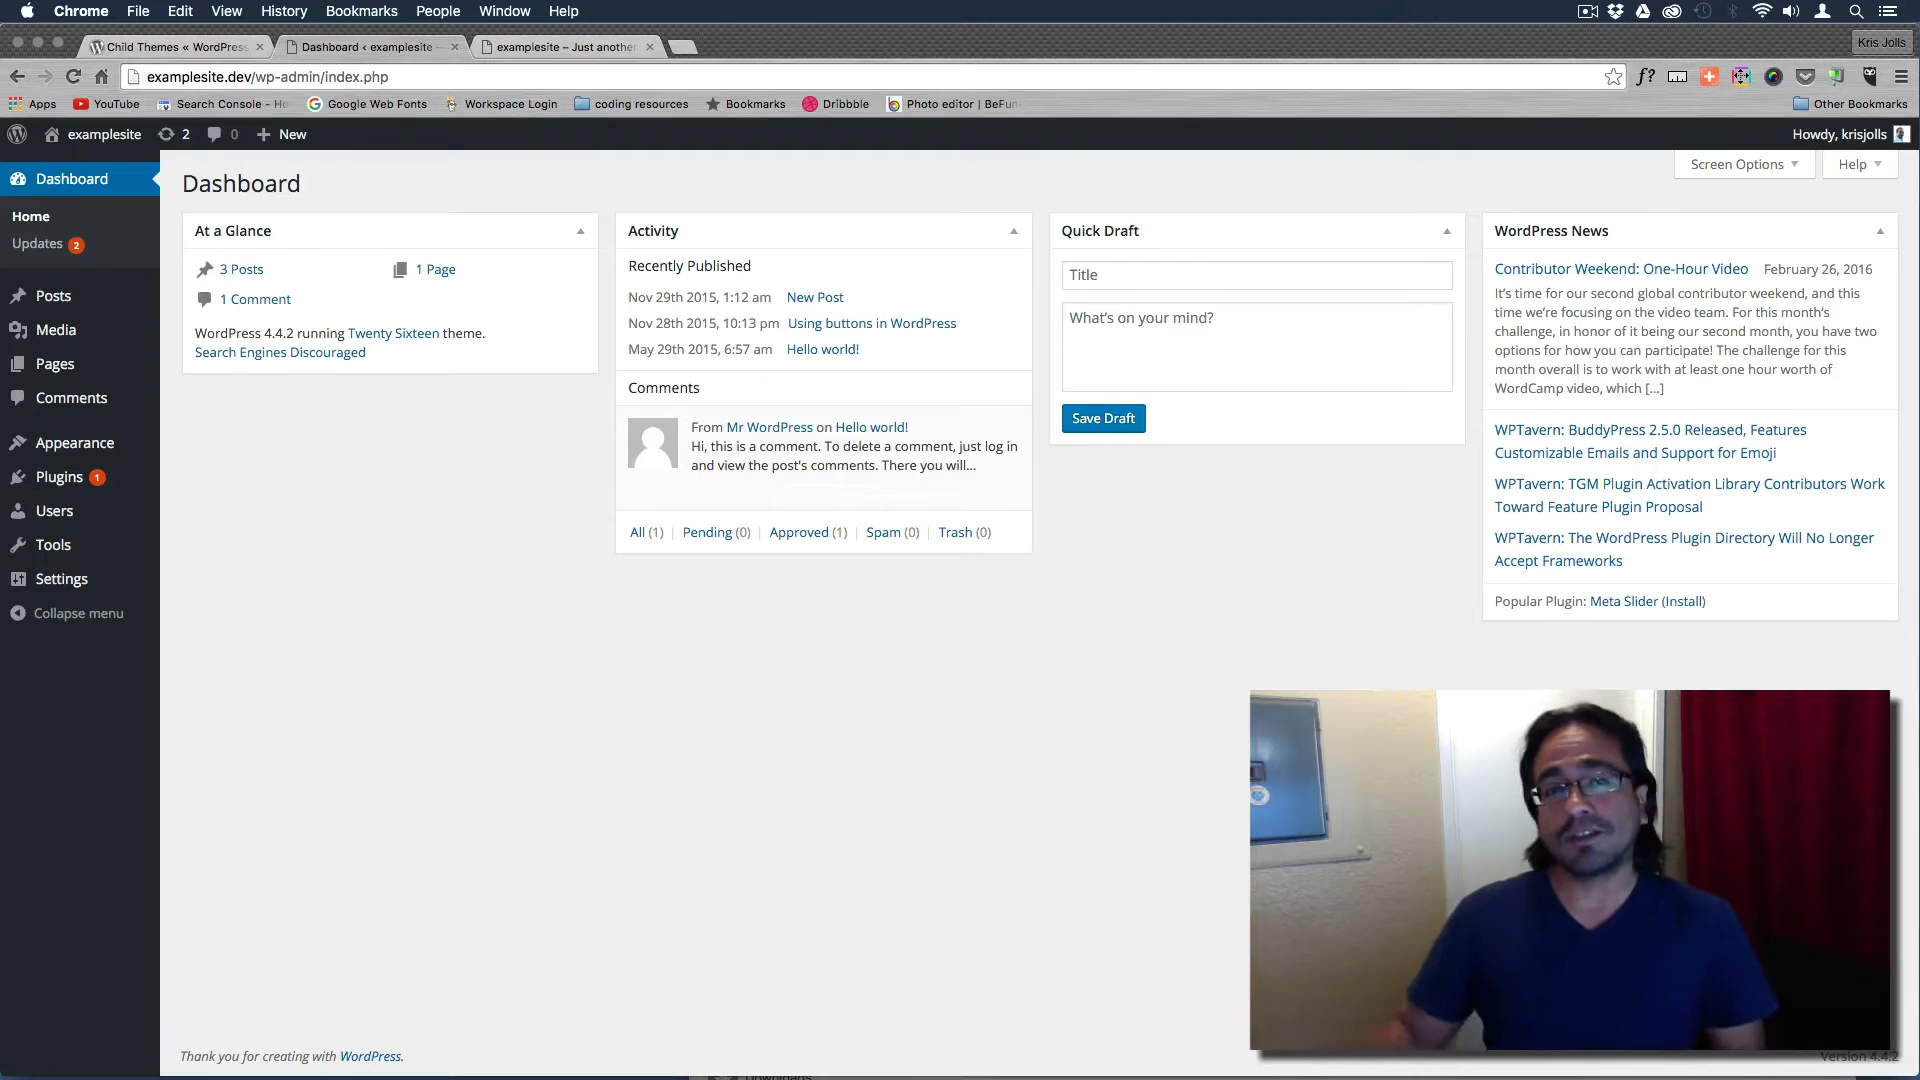 Chrome File Edit View History Bookmarks People Window Help
Child Themes « WordPress
Dashboard ‹ examplesite —
examplesite – Just another
Kris Jolls
examplesite.dev/wp-admin/index.php
f?
Apps YouTube Search Console - Ho Google Web Fonts Workspace Login coding resources Bookmarks Dribbble Photo editor | BeFun Other Bookmarks
examplesite 2 0 + New Howdy, krisjolls
Screen Options Help
Dashboard
Home
Updates 2
Posts
Media
Pages
Comments
Appearance
Plugins 1
Users
Tools
Settings
Collapse menu
Dashboard
At a Glance
3 Posts 1 Page
1 Comment
WordPress 4.4.2 running Twenty Sixteen theme.
Search Engines Discouraged
Activity
Recently Published
Nov 29th 2015, 1:12 am New Post
Nov 28th 2015, 10:13 pm Using buttons in WordPress
May 29th 2015, 6:57 am Hello world!
Comments
From Mr WordPress on Hello world!
Hi, this is a comment. To delete a comment, just log in
and view the post's comments. There you will...
All (1) | Pending (0) | Approved (1) | Spam (0) | Trash (0)
Quick Draft
Title
What's on your mind?
Save Draft
WordPress News
Contributor Weekend: One-Hour Video February 26, 2016
It's time for our second global contributor weekend, and this
time we're focusing on the video team. For this month's
challenge, in honor of it being our second month, you have two
options for how you can participate! The challenge for this
month overall is to work with at least one hour worth of
WordCamp video, which [...]
WPTavern: BuddyPress 2.5.0 Released, Features
Customizable Emails and Support for Emoji
WPTavern: TGM Plugin Activation Library Contributors Work
Toward Feature Plugin Proposal
WPTavern: The WordPress Plugin Directory Will No Longer
Accept Frameworks
Popular Plugin: Meta Slider (Install)
Thank you for creating with WordPress.
Version 4.4.2